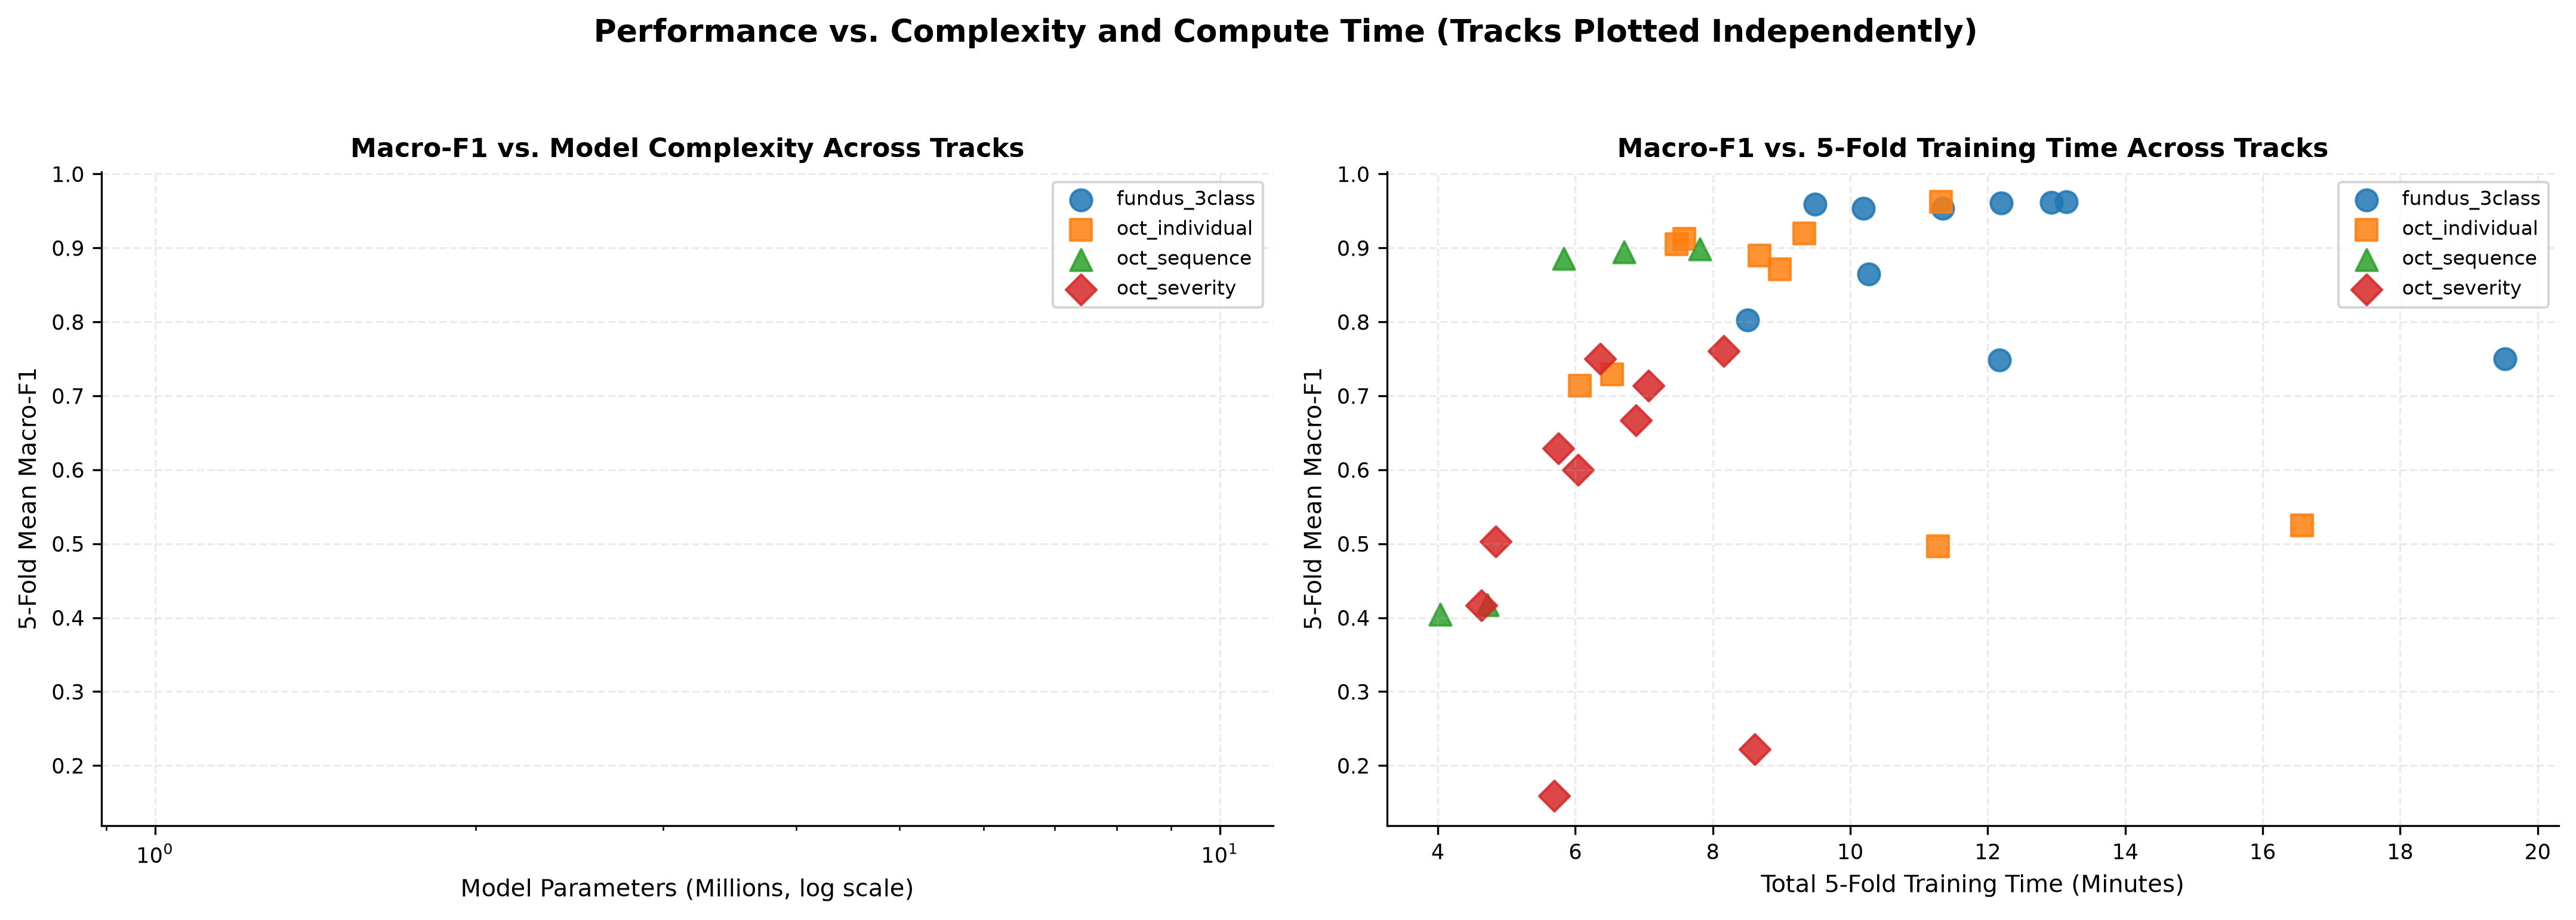 Performance vs. Complexity and Compute Time (Tracks Plotted Independently)
Macro-F1 vs. Model Complexity Across Tracks
5-Fold Mean Macro-F1
1.0
0.9
0.8
0.7
0.6
0.5
0.4
0.3
0.2
fundus_3class
oct_individual
oct_sequence
oct_severity
10⁰
10¹
Model Parameters (Millions, log scale)
Macro-F1 vs. 5-Fold Training Time Across Tracks
5-Fold Mean Macro-F1
1.0
0.9
0.8
0.7
0.6
0.5
0.4
0.3
0.2
fundus_3class
oct_individual
oct_sequence
oct_severity
4 6 8 10 12 14 16 18 20
Total 5-Fold Training Time (Minutes)